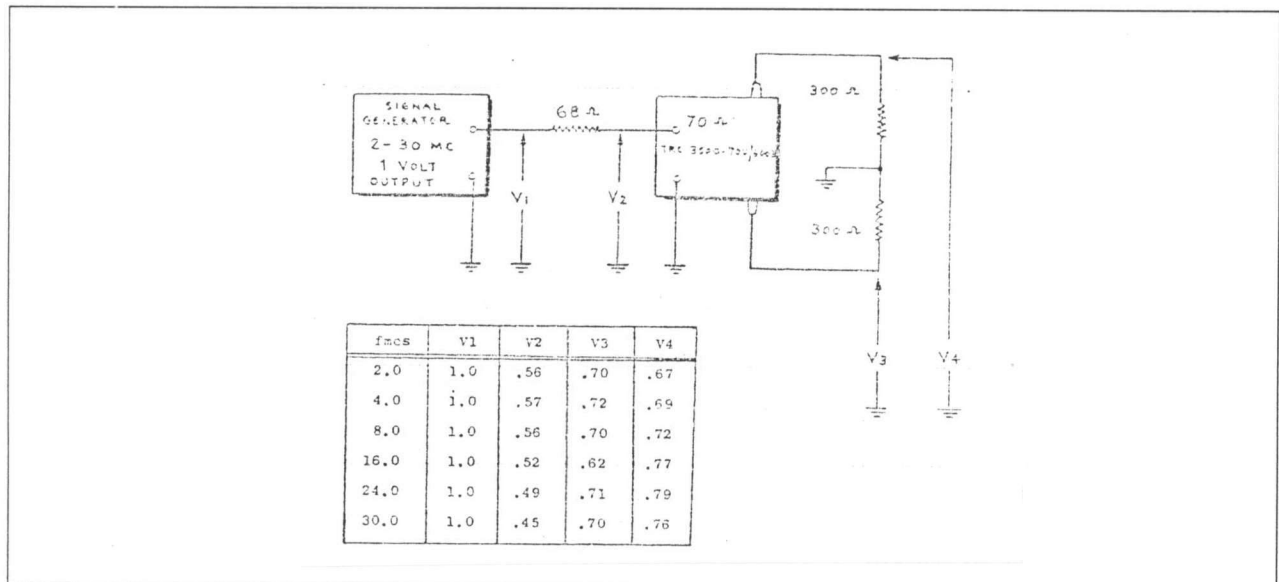 SIGNAL
GENERATOR
2 - 30 MC
1 VOLT
OUTPUT
68 Ω
V1
V2
70 Ω
300 Ω
300 Ω
V3
V4
fmcs V1 V2 V3 V4
2.0 1.0 .56 .70 .67
4.0 1.0 .57 .72 .69
8.0 1.0 .56 .70 .72
16.0 1.0 .52 .62 .77
24.0 1.0 .49 .71 .79
30.0 1.0 .45 .70 .76